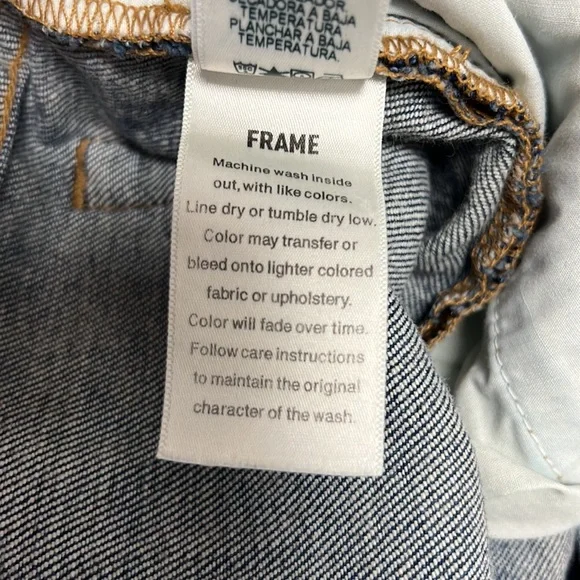 CADORA A BAJA
TEMPERATURA
PLANCHAR A BAJA
TEMPERATURA.
FRAME
Machine wash inside
out, with like colors.
Line dry or tumble dry low.
Color may transfer or
bleed onto lighter colored
fabric or upholstery.
Color will fade over time.
Follow care instructions
to maintain the original
character of the wash.